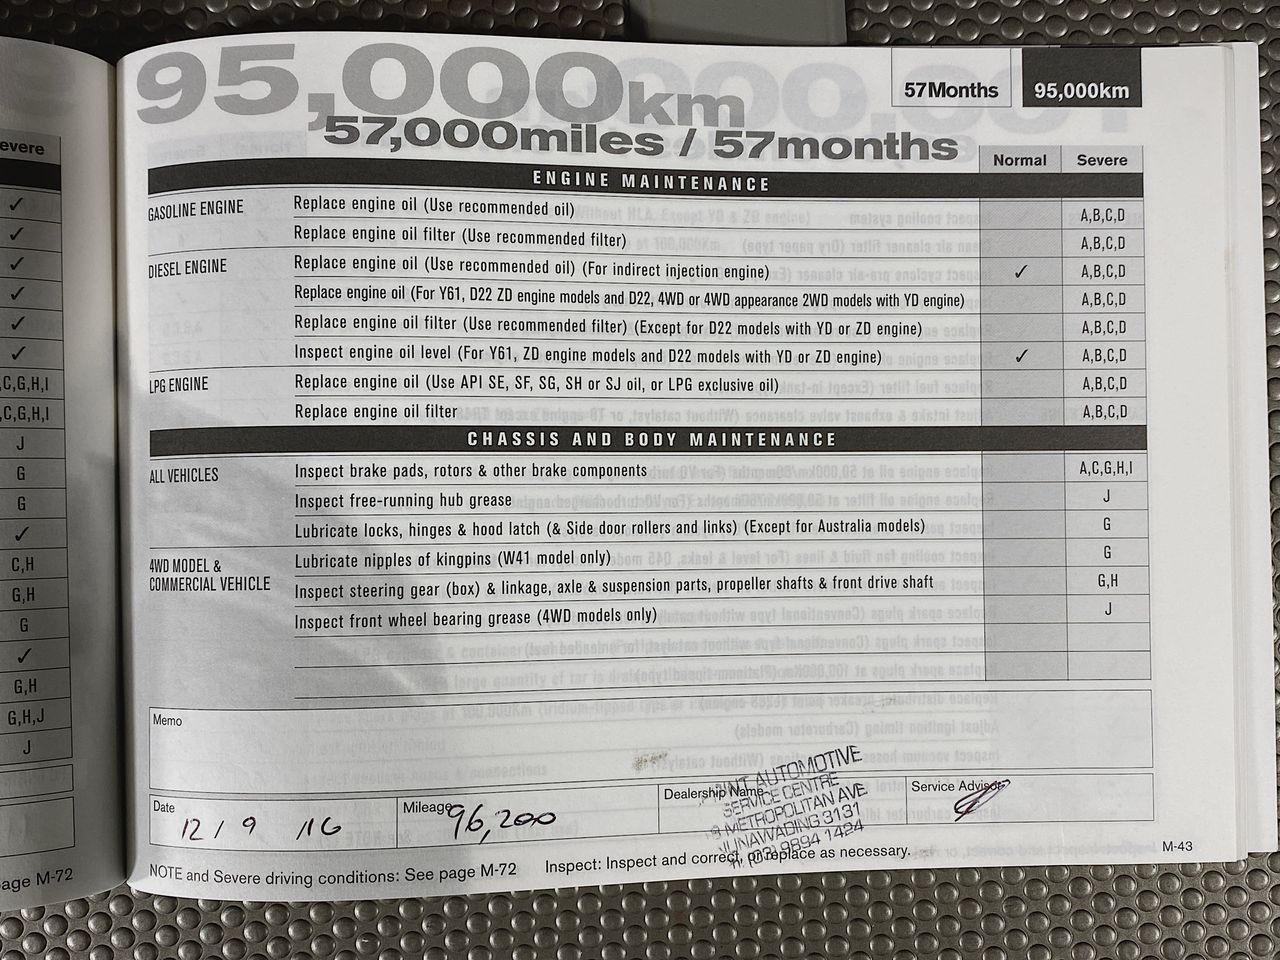 evere
✓
✓
✓
✓
✓
✓
,C,G,H,I
,C,G,H,I
J
G
G
✓
C,H
G,H
G
✓
G,H
G,H,J
J
age M-72
95,000km
57,000miles / 57months
57Months 95,000km
Normal Severe
ENGINE MAINTENANCE
GASOLINE ENGINE Replace engine oil (Use recommended oil) A,B,C,D
Replace engine oil filter (Use recommended filter) A,B,C,D
DIESEL ENGINE Replace engine oil (Use recommended oil) (For indirect injection engine) ✓ A,B,C,D
Replace engine oil (For Y61, D22 ZD engine models and D22, 4WD or 4WD appearance 2WD models with YD engine) A,B,C,D
Replace engine oil filter (Use recommended filter) (Except for D22 models with YD or ZD engine) A,B,C,D
Inspect engine oil level (For Y61, ZD engine models and D22 models with YD or ZD engine) ✓ A,B,C,D
LPG ENGINE Replace engine oil (Use API SE, SF, SG, SH or SJ oil, or LPG exclusive oil) A,B,C,D
Replace engine oil filter A,B,C,D
CHASSIS AND BODY MAINTENANCE
ALL VEHICLES Inspect brake pads, rotors & other brake components A,C,G,H,I
Inspect free-running hub grease J
Lubricate locks, hinges & hood latch (& Side door rollers and links) (Except for Australia models) G
4WD MODEL & Lubricate nipples of kingpins (W41 model only) G
COMMERCIAL VEHICLE Inspect steering gear (box) & linkage, axle & suspension parts, propeller shafts & front drive shaft G,H
Inspect front wheel bearing grease (4WD models only) J
Memo
Date 12 / 9 /16
Mileage 96,200
Dealership Name
AUTOMOTIVE
SERVICE CENTRE
METROPOLITAN AVE.
NUNAWADING 3131
(03) 9894 1424
Service Advisor
NOTE and Severe driving conditions: See page M-72 Inspect: Inspect and correct, or replace as necessary.
M-43